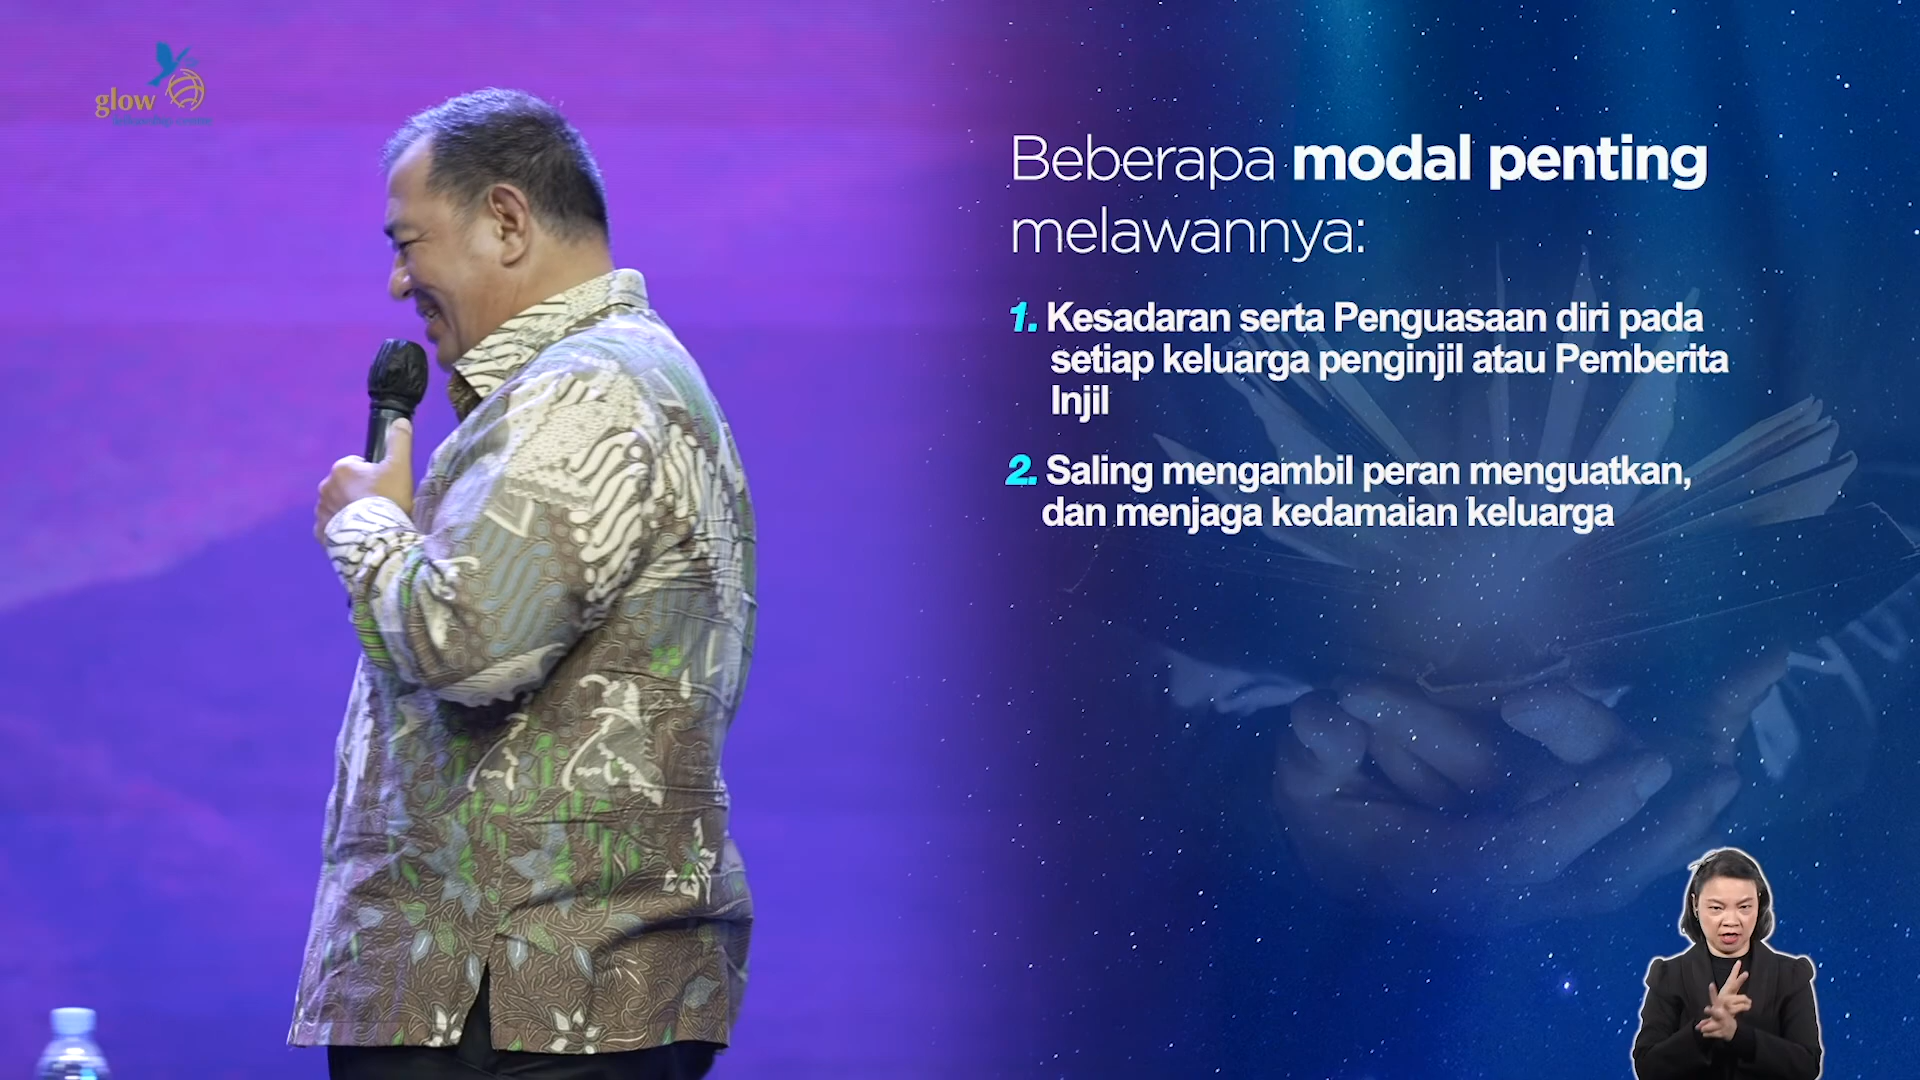 glow
Beberapa modal penting
melawannya:
1. Kesadaran serta Penguasaan diri pada
setiap keluarga penginjil atau Pemberita
Injil
2. Saling mengambil peran menguatkan,
dan menjaga kedamaian keluarga